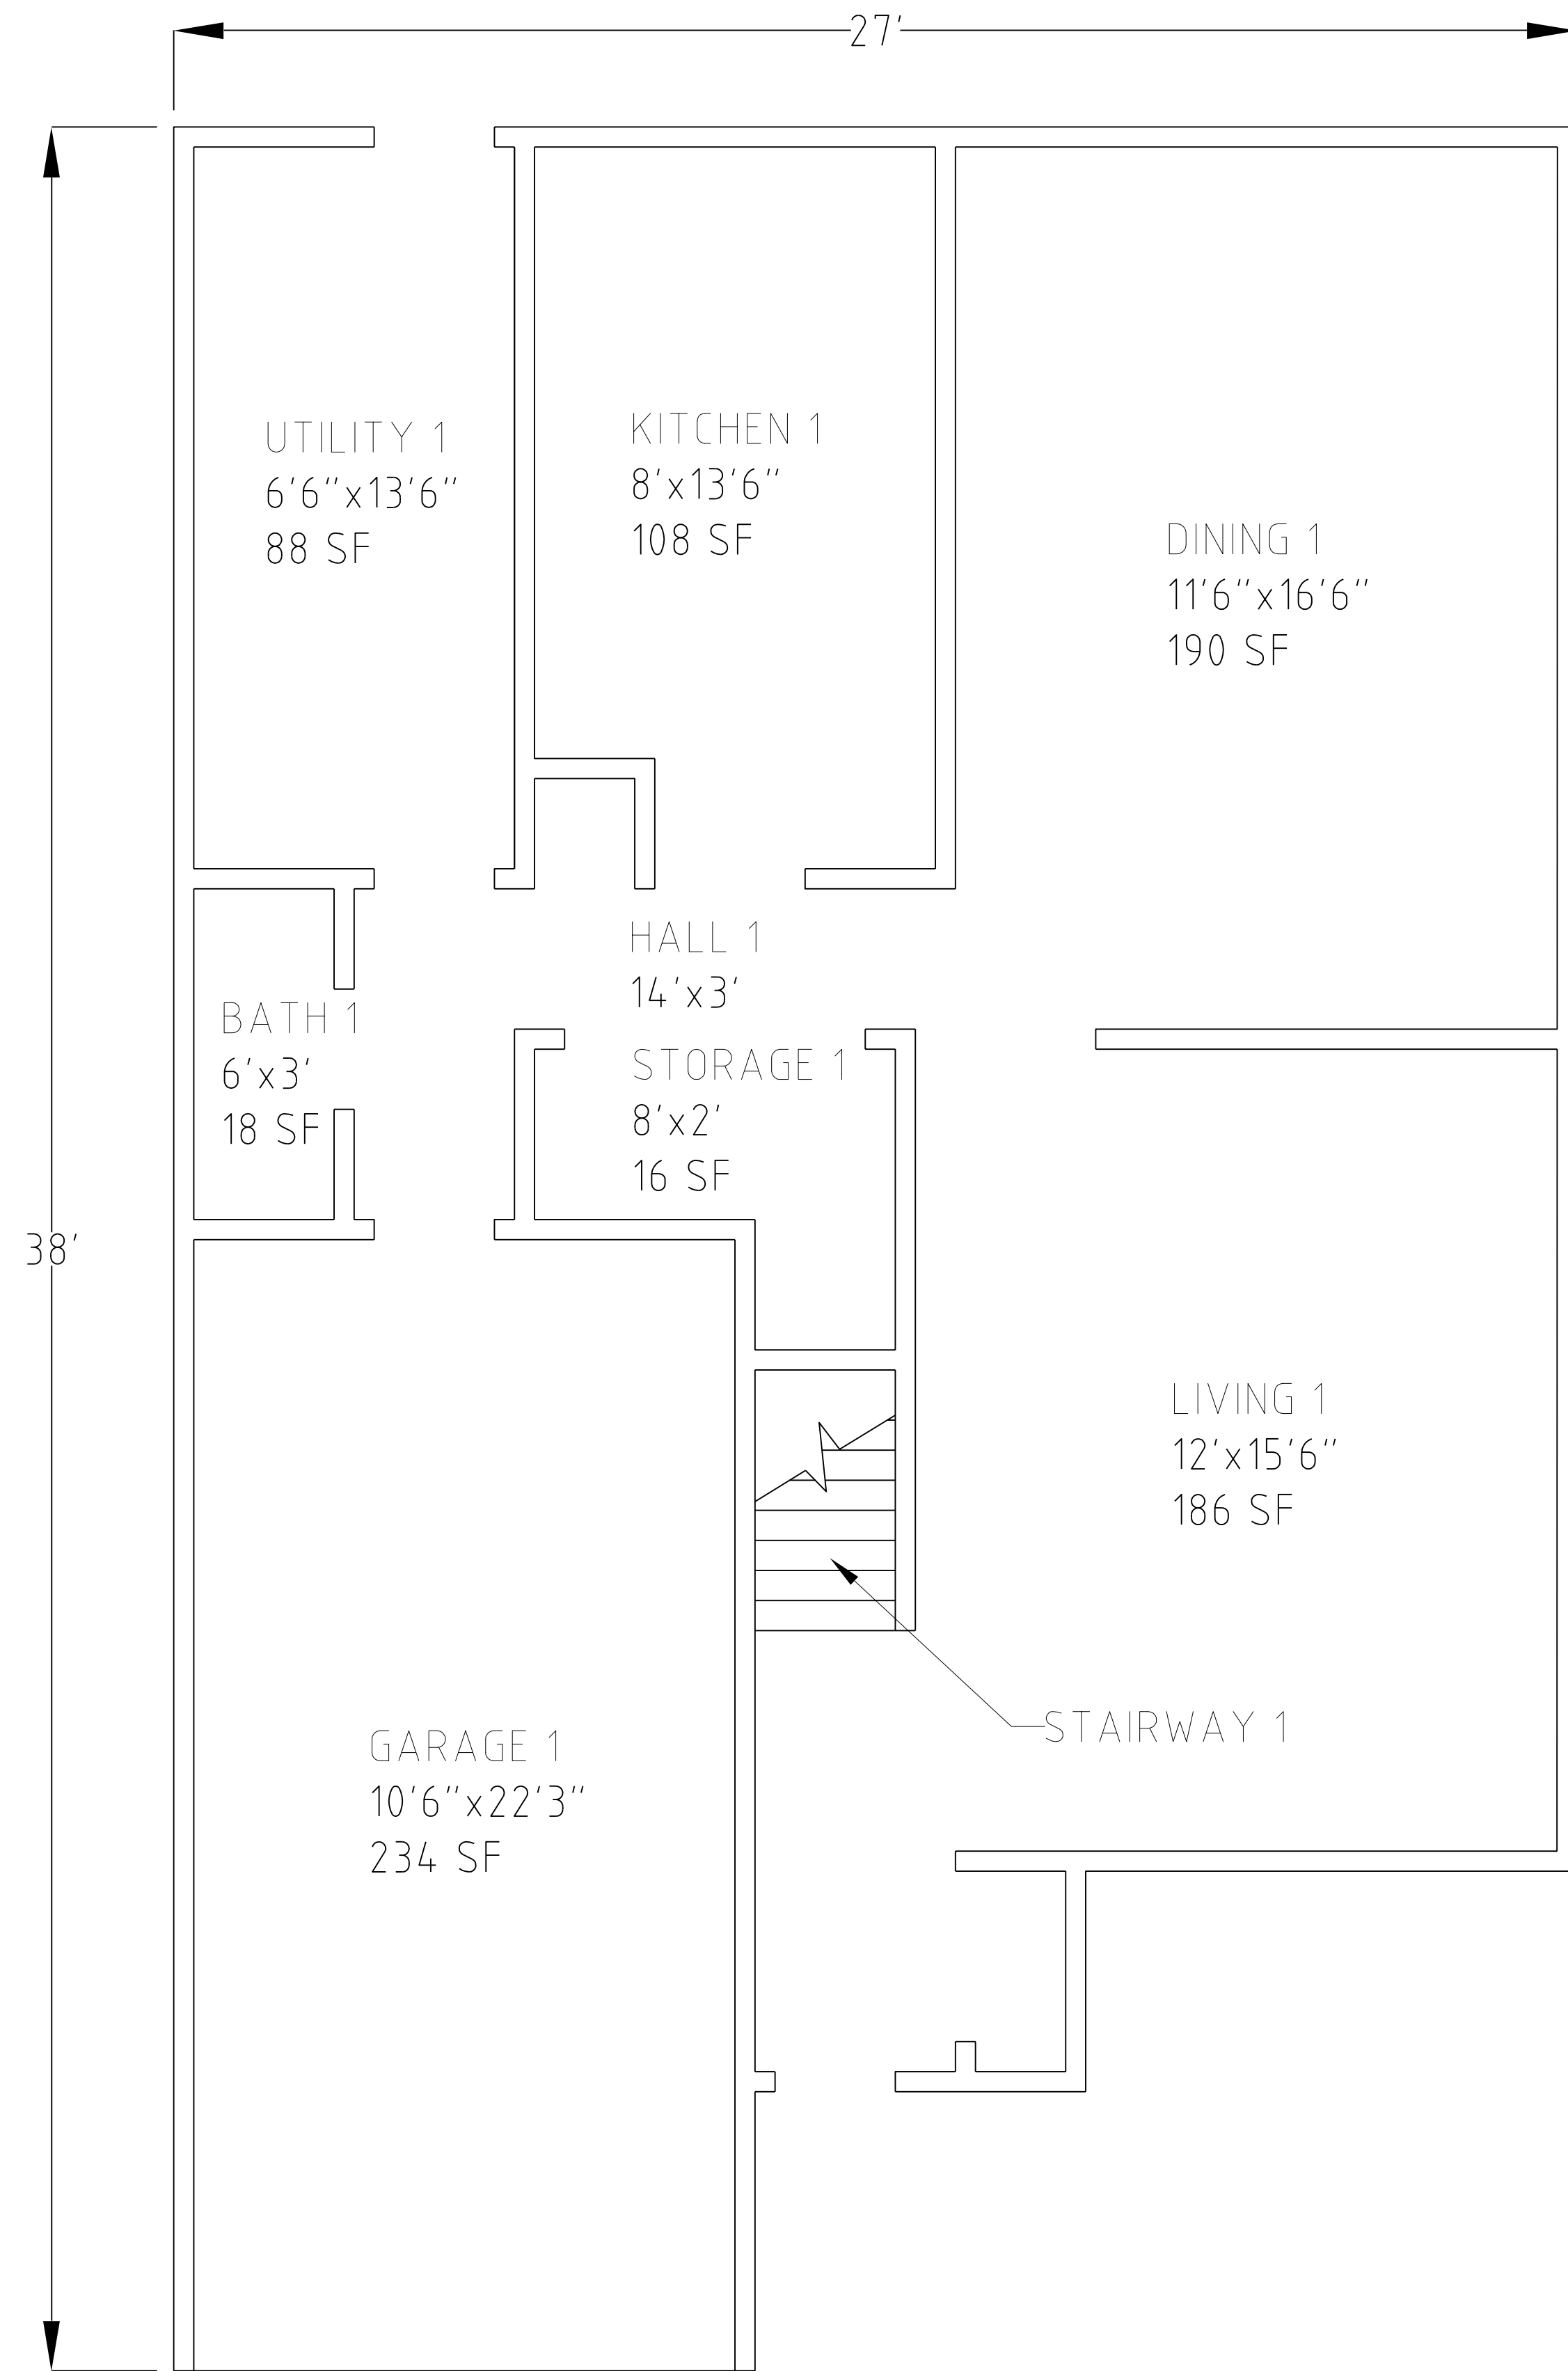 27'
UTILITY 1
6'6"x13'6"
88 SF
KITCHEN 1
8'x13'6"
108 SF
DINING 1
11'6"x16'6"
190 SF
HALL 1
14'x3'
BATH 1
6'x3'
18 SF
STORAGE 1
8'x2'
16 SF
38'
LIVING 1
12'x15'6"
186 SF
STAIRWAY 1
GARAGE 1
10'6"x22'3"
234 SF